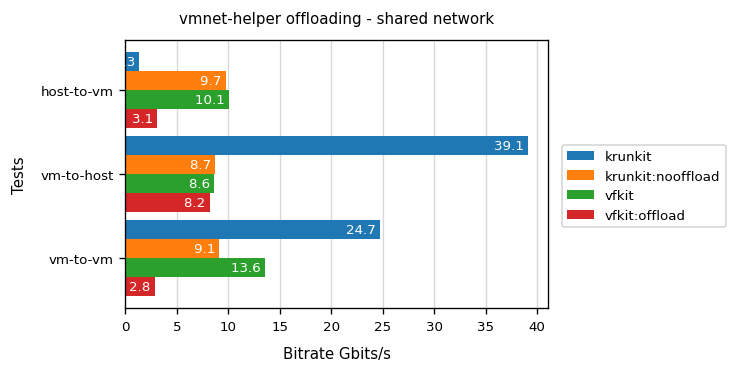 vmnet-helper offloading - shared network
Tests
host-to-vm
3
9.7
10.1
3.1
vm-to-host
39.1
8.7
8.6
8.2
vm-to-vm
24.7
9.1
13.6
2.8
0 5 10 15 20 25 30 35 40
Bitrate Gbits/s
krunkit
krunkit:nooffload
vfkit
vfkit:offload